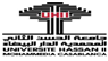 جامعة الحسن الثاني
المحمدية الدار البيضاء
UNIVERSITE HASSAN II
MOHAMMEDIA CASABLANCA